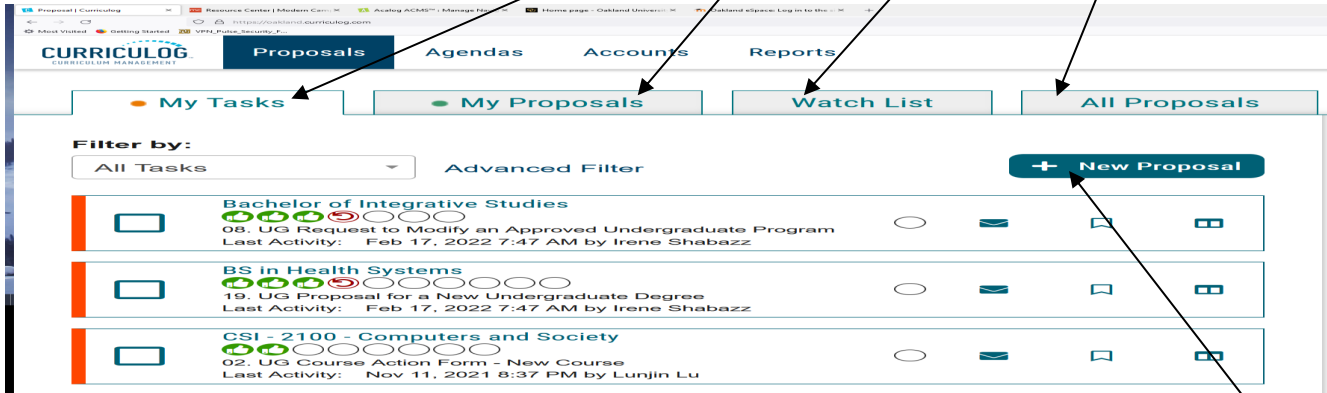 Proposal | Curriculog
Resource Center | Modern Cam
Acalog ACMS™: Manage
Home page - Oakland Universit
Oakland eSpace: Log in to the
https://oakland.curriculog.com
Most Visited Getting Started VPN_Pulse_Security_F...
CURRICULOG
CURRICULUM MANAGEMENT
Proposals Agendas Accounts Reports
My Tasks My Proposals Watch List All Proposals
Filter by:
All Tasks Advanced Filter + New Proposal
Bachelor of Integrative Studies
08. UG Request to Modify an Approved Undergraduate Program
Last Activity: Feb 17, 2022 7:47 AM by Irene Shabazz
BS in Health Systems
19. UG Proposal for a New Undergraduate Degree
Last Activity: Feb 17, 2022 7:47 AM by Irene Shabazz
CSI - 2100 - Computers and Society
02. UG Course Action Form - New Course
Last Activity: Nov 11, 2021 8:37 PM by Lunjin Lu